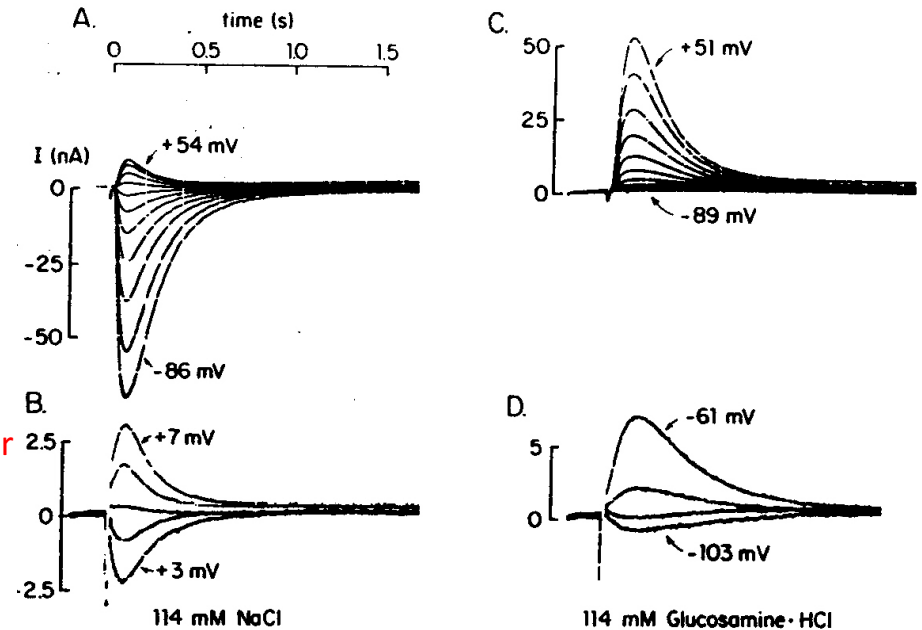 A.
time (s)
0 0.5 1.0 1.5
I (nA)
+54 mV
0
-25
-50
-86 mV
B.
r
2.5
+7 mV
0
+3 mV
-2.5
114 mM NaCl
C.
50
+51 mV
25
0
-89 mV
D.
-61 mV
5
0
-103 mV
114 mM Glucosamine·HCl